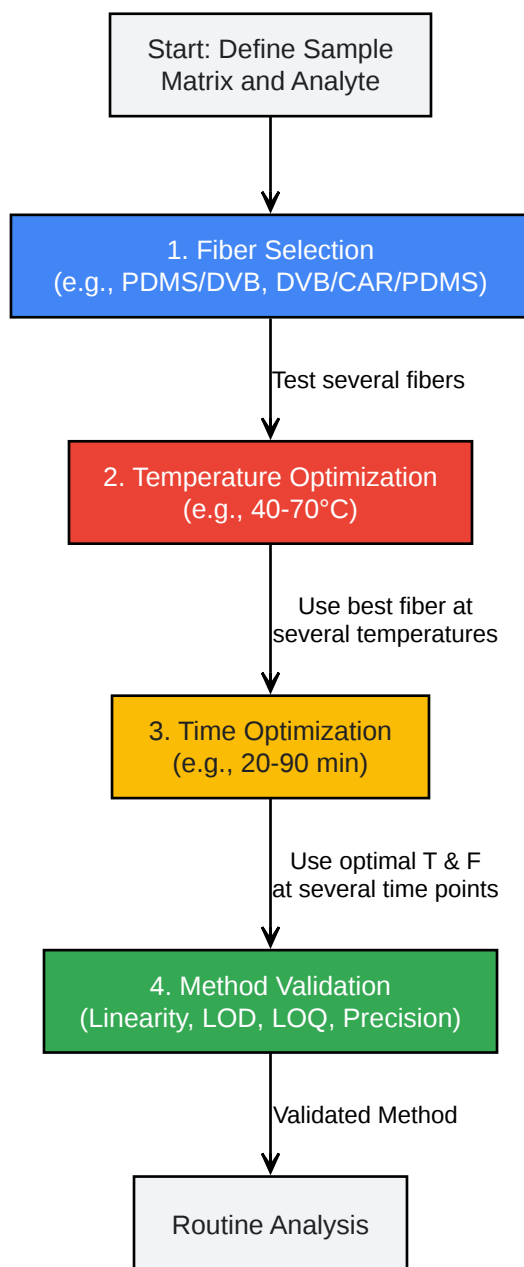 Start: Define Sample
Matrix and Analyte
1. Fiber Selection
(e.g., PDMS/DVB, DVB/CAR/PDMS)
Test several fibers
2. Temperature Optimization
(e.g., 40-70°C)
Use best fiber at
several temperatures
3. Time Optimization
(e.g., 20-90 min)
Use optimal T & F
at several time points
4. Method Validation
(Linearity, LOD, LOQ, Precision)
Validated Method
Routine Analysis